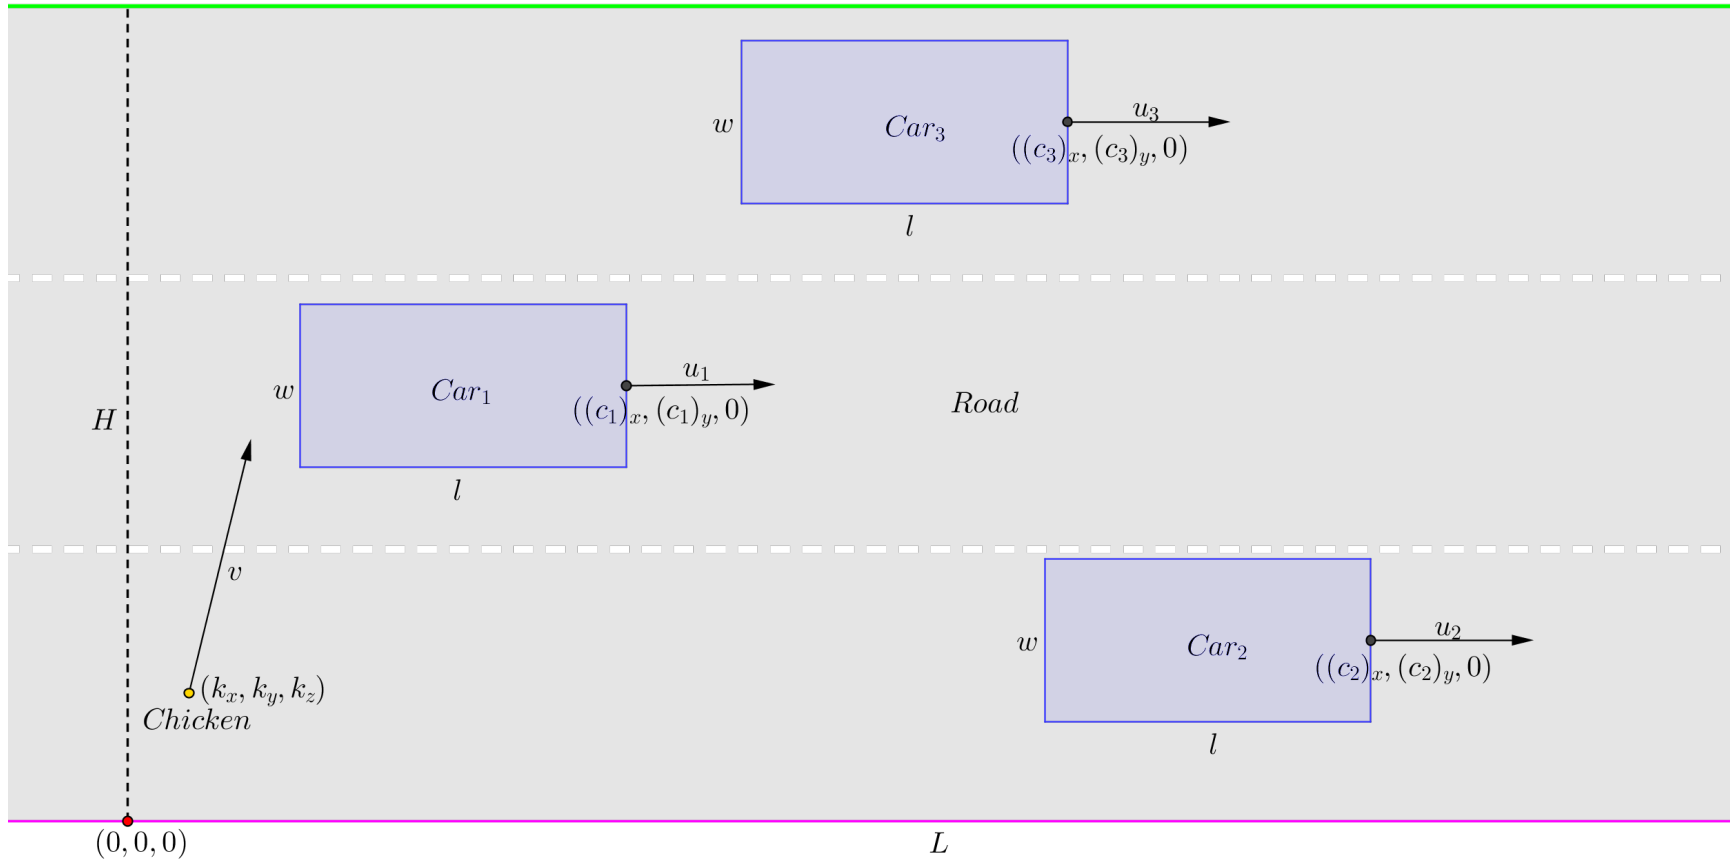 u₃
w
Car₃
((c₃)ₓ, (c₃)ᵧ, 0)
l
u₁
w
Car₁
((c₁)ₓ, (c₁)ᵧ, 0)
Road
H
l
v
u₂
w
Car₂
((c₂)ₓ, (c₂)ᵧ, 0)
(kₓ, kᵧ, k_z)
Chicken
l
(0, 0, 0)
L